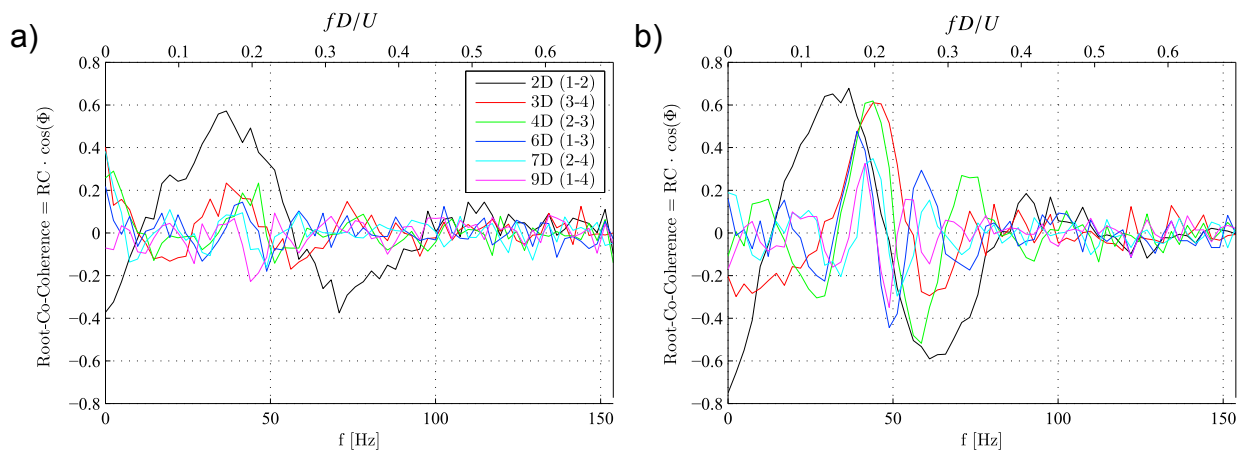 a)
fD/U
0 0.1 0.2 0.3 0.4 0.5 0.6
0.8
0.6
0.4
0.2
0
−0.2
−0.4
−0.6
−0.8
Root-Co-Coherence = RC · cos(Φ)
2D (1-2)
3D (3-4)
4D (2-3)
6D (1-3)
7D (2-4)
9D (1-4)
0 50 100 150
f [Hz]
b)
fD/U
0 0.1 0.2 0.3 0.4 0.5 0.6
0.8
0.6
0.4
0.2
0
−0.2
−0.4
−0.6
−0.8
Root-Co-Coherence = RC · cos(Φ)
0 50 100 150
f [Hz]